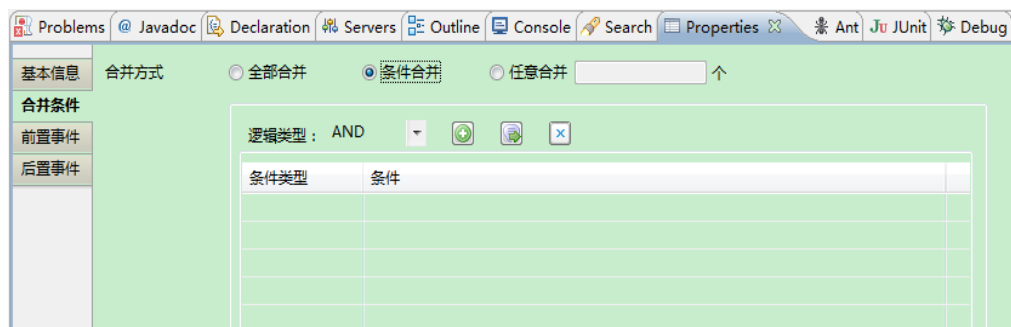 Problems @ Javadoc Declaration Servers Outline Console Search Properties Ant Ju JUnit Debug
基本信息 合并方式 全部合并 条件合并 任意合并 个
合并条件
前置事件 逻辑类型： AND
后置事件
条件类型 条件